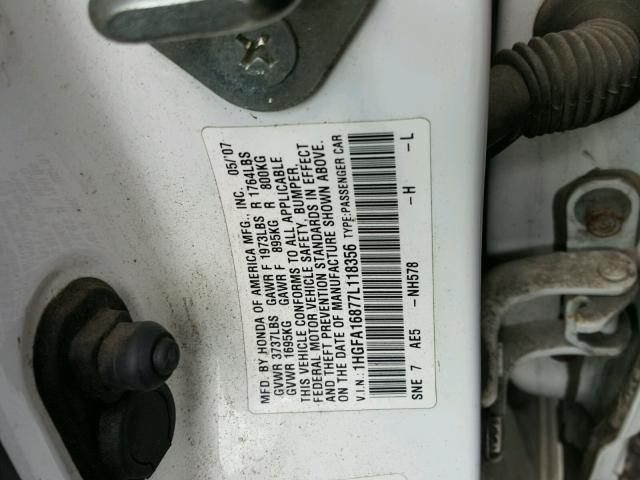 MFD. BY HONDA OF AMERICA MFG., INC. 05/07
GVWR 3737LBS GAWR F 1973LBS R 1764LBS
GVWR 1695KG GAWR F 895KG R 800KG
THIS VEHICLE CONFORMS TO ALL APPLICABLE
FEDERAL MOTOR VEHICLE SAFETY, BUMPER,
AND THEFT PREVENTION STANDARDS IN EFFECT
ON THE DATE OF MANUFACTURE SHOWN ABOVE.
V.I.N.: 1HGFA16877L118356 TYPE:PASSENGER CAR
SNE 7 AE5 -NH578 -H -L